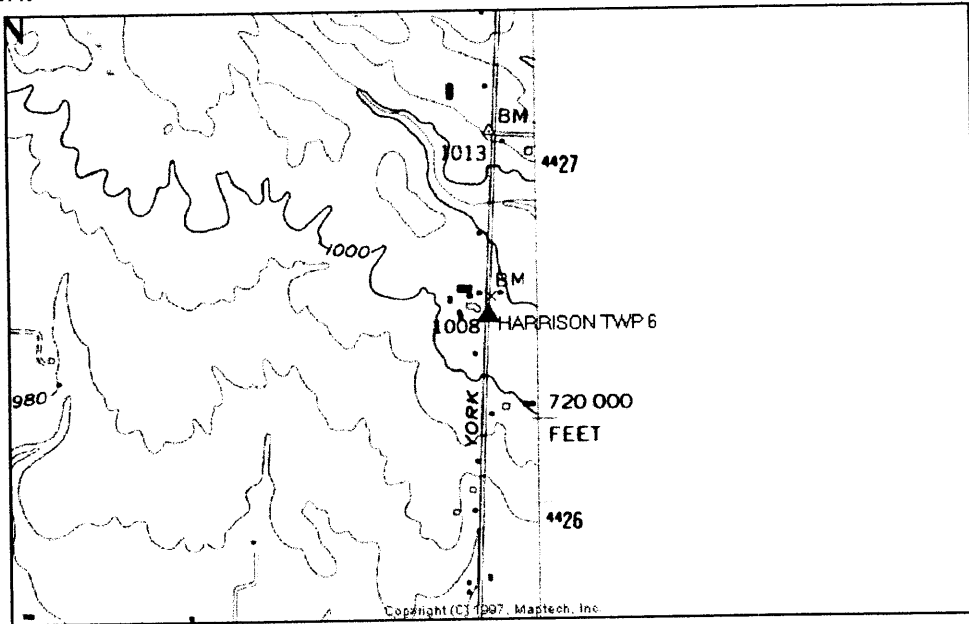 N
BM
1013
4427
1000
BM
1008
HARRISON TWP 6
980
YORK
720 000
FEET
4426
Copyright (C) 1997, Maptech, Inc.